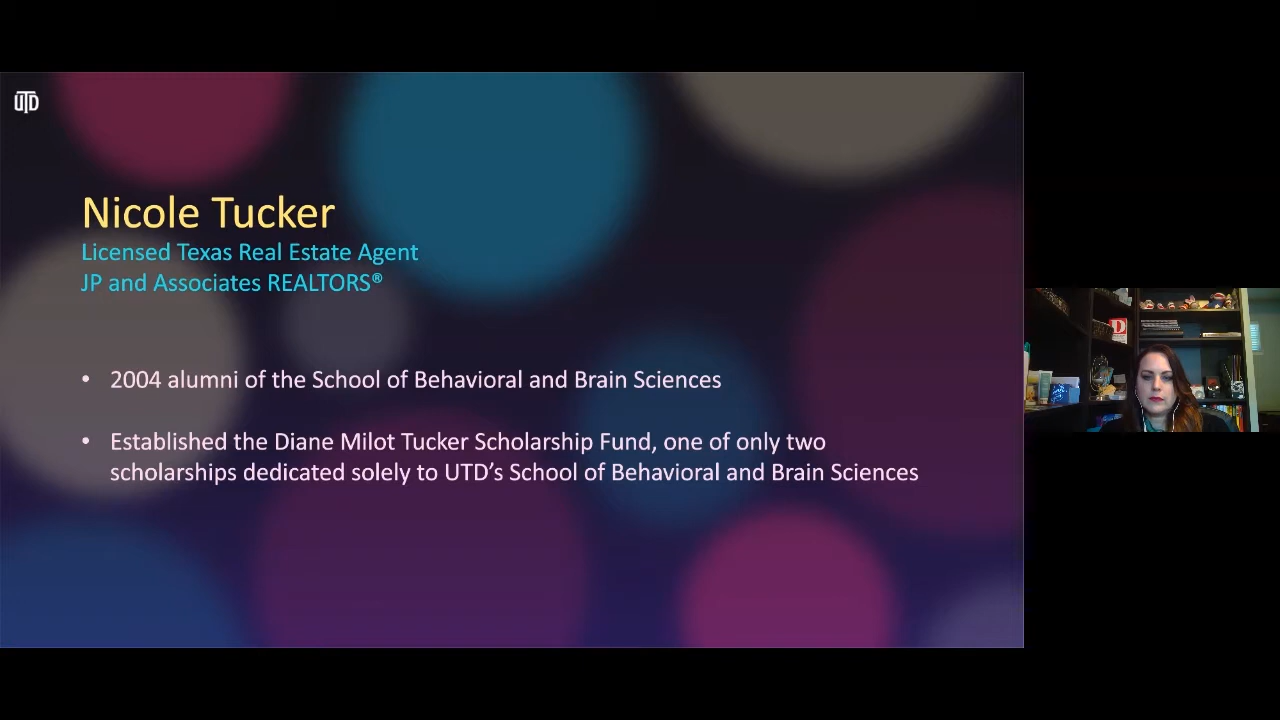 UTD
Nicole Tucker
Licensed Texas Real Estate Agent
JP and Associates REALTORS®
• 2004 alumni of the School of Behavioral and Brain Sciences
• Established the Diane Milot Tucker Scholarship Fund, one of only two
scholarships dedicated solely to UTD’s School of Behavioral and Brain Sciences